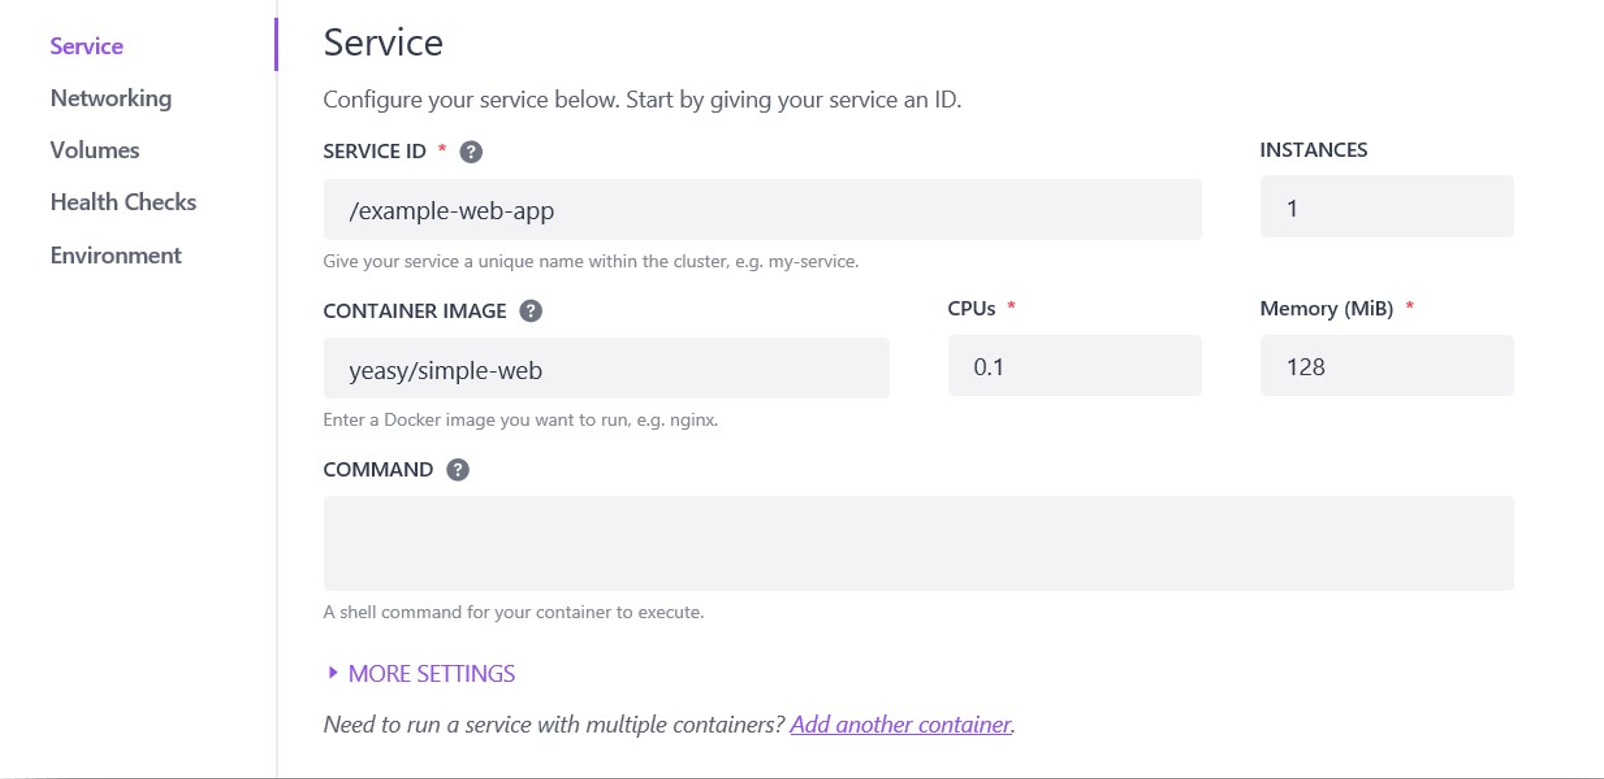 Service
Networking
Volumes
Health Checks
Environment
Service
Configure your service below. Start by giving your service an ID.
SERVICE ID * ?
/example-web-app
Give your service a unique name within the cluster, e.g. my-service.
INSTANCES
1
CONTAINER IMAGE ?
yeasy/simple-web
Enter a Docker image you want to run, e.g. nginx.
CPUs *
0.1
Memory (MiB) *
128
COMMAND ?
A shell command for your container to execute.
MORE SETTINGS
Need to run a service with multiple containers? Add another container.